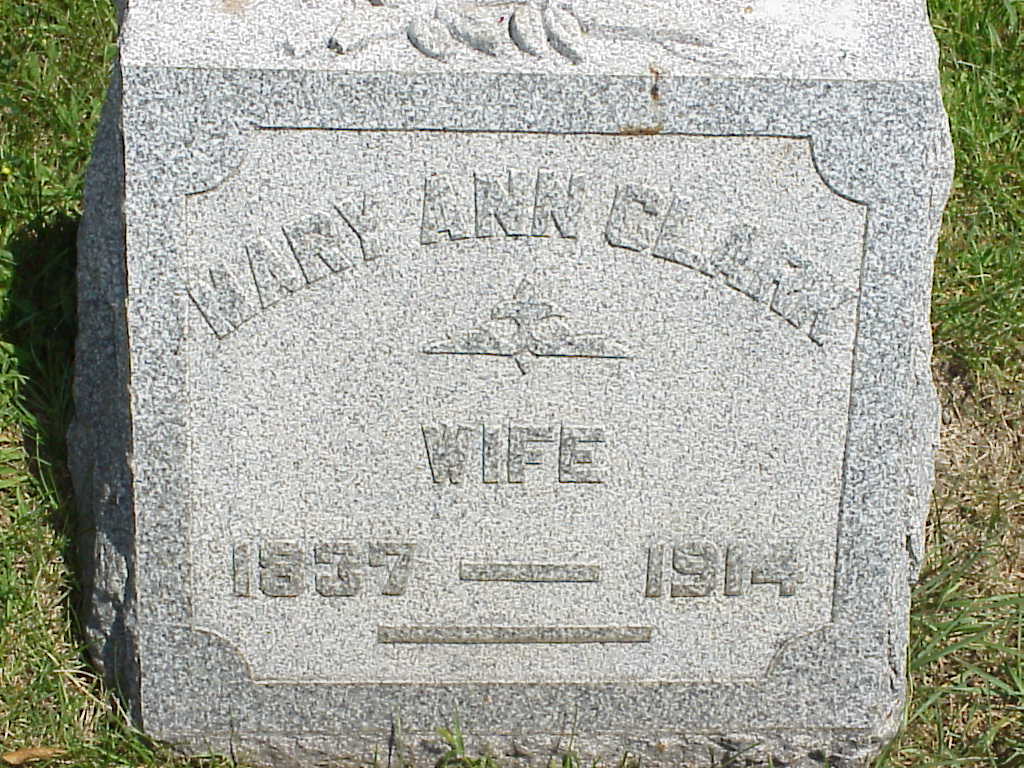 MARY ANN CLARK
WIFE
1837 — 1914